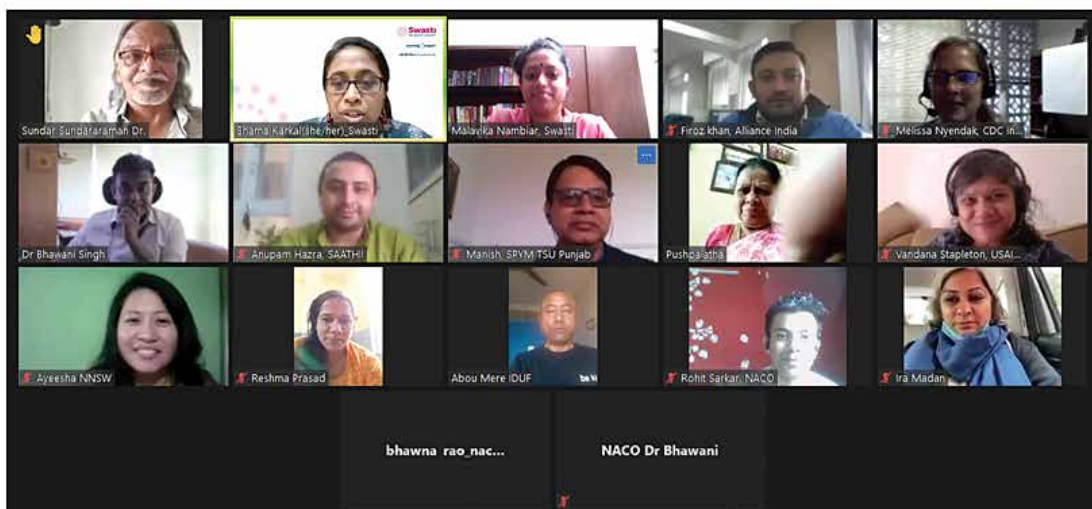 Swasti
Sundar Sundararaman Dr.
Shama Karkal(she/her)_Swasti
Malavika Nambiar, Swasti
Firoz khan, Alliance India
Melissa Nyendak, CDC In...
Dr Bhawani Singh
Anupam Hazra, SAATHII
Manish, SPYM TSU Punjab
Pushpalatha
Vandana Stapleton, USAI...
Ayeesha NNSW
Reshma Prasad
Abou Mere IDUF
Rohit Sarkar, NACO
Ira Madan
bhawna rao_nac...
NACO Dr Bhawani